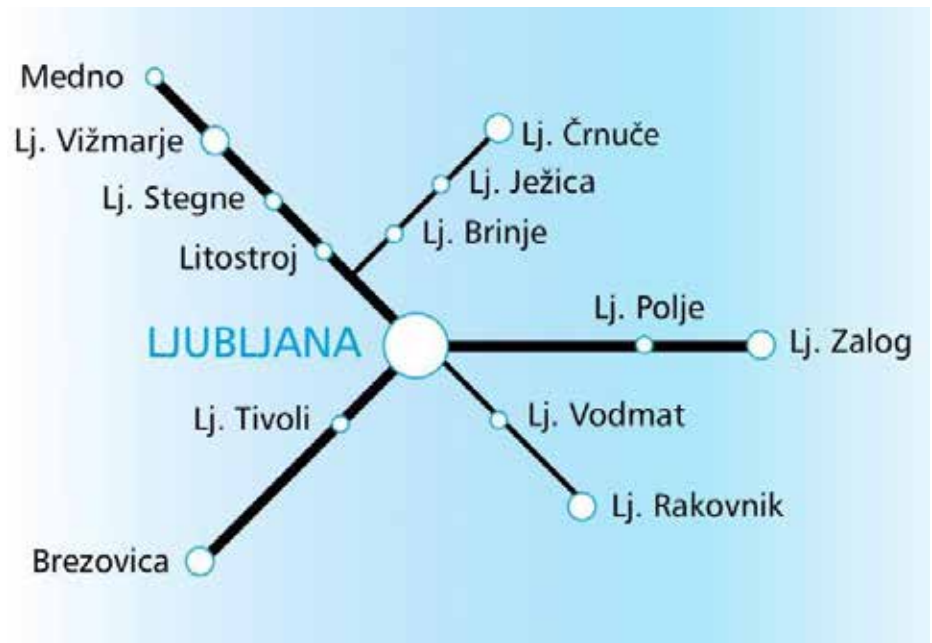 Medno
Lj. Črnuče
Lj. Vižmarje
Lj. Ježica
Lj. Stegne
Lj. Brinje
Litostroj
Lj. Polje
LJUBLJANA
Lj. Zalog
Lj. Tivoli
Lj. Vodmat
Lj. Rakovnik
Brezovica